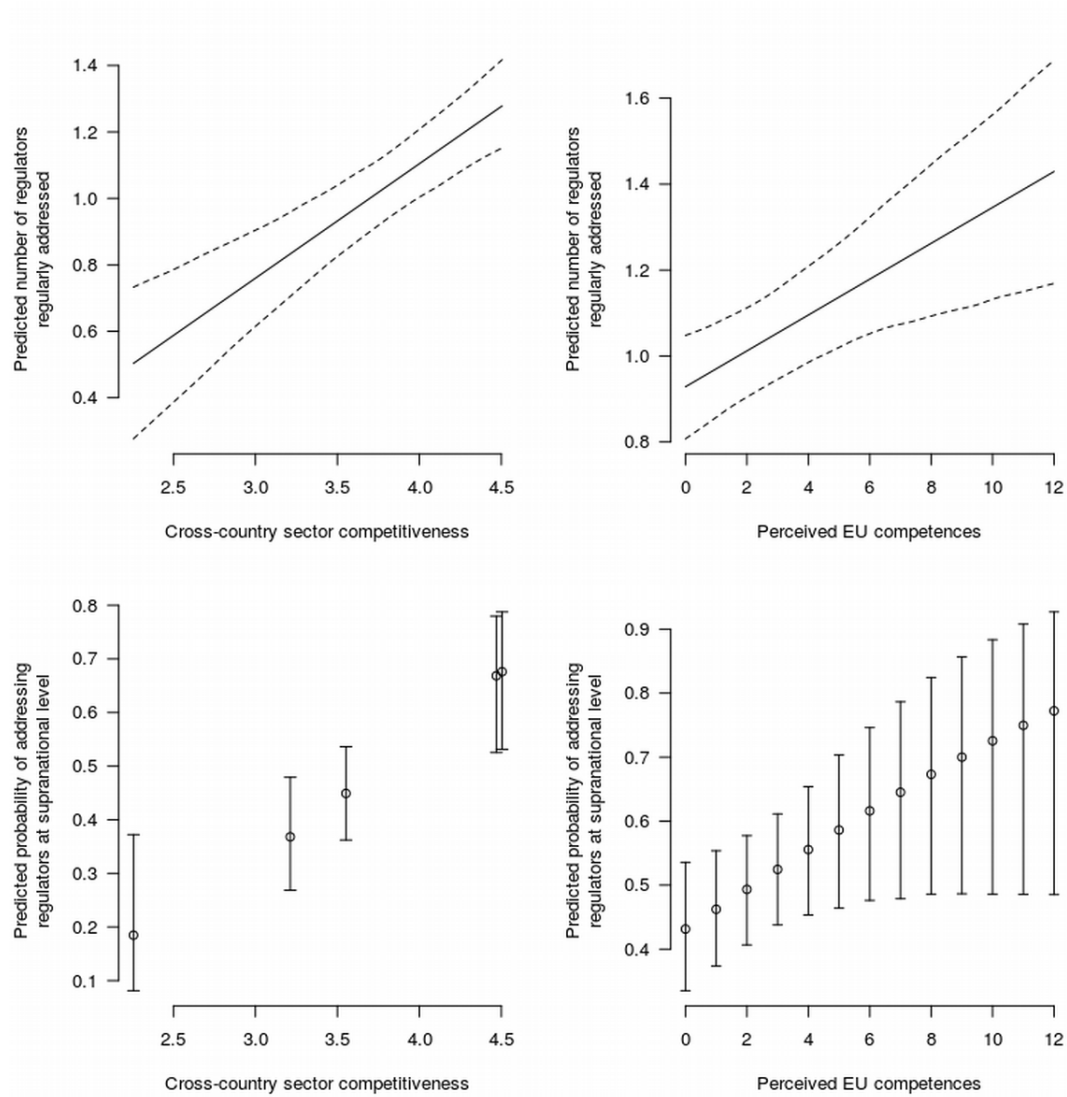 Predicted number of regulators
regularly addressed
1.4
1.2
1.0
0.8
0.6
0.4
2.5 3.0 3.5 4.0 4.5
Cross-country sector competitiveness
Predicted number of regulators
regularly addressed
1.6
1.4
1.2
1.0
0.8
0 2 4 6 8 10 12
Perceived EU competences
Predicted probability of addressing
regulators at supranational level
0.8
0.7
0.6
0.5
0.4
0.3
0.2
0.1
2.5 3.0 3.5 4.0 4.5
Cross-country sector competitiveness
Predicted probability of addressing
regulators at supranational level
0.9
0.8
0.7
0.6
0.5
0.4
0 2 4 6 8 10 12
Perceived EU competences